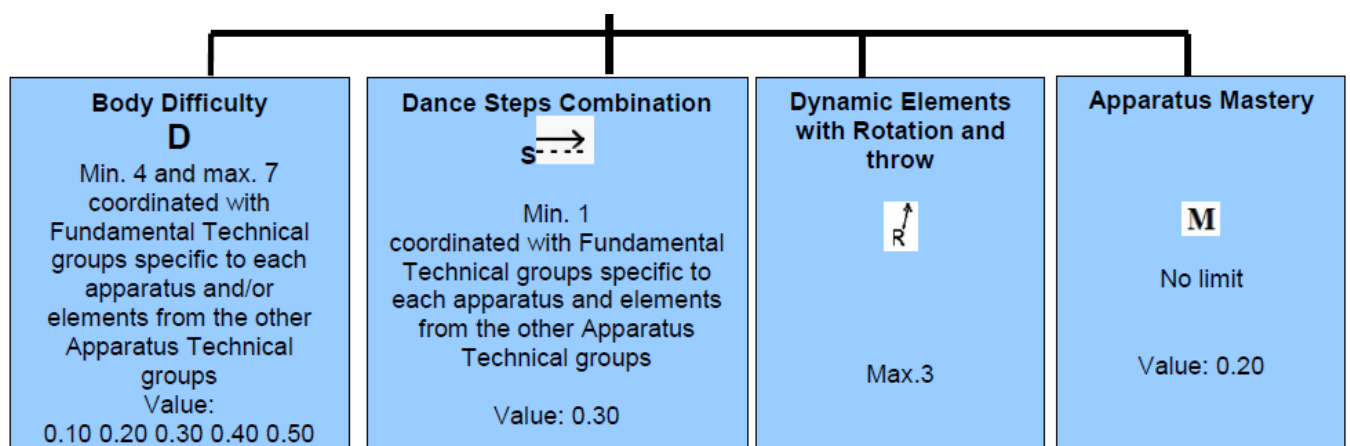 Body Difficulty
D
Min. 4 and max. 7
coordinated with
Fundamental Technical
groups specific to each
apparatus and/or
elements from the other
Apparatus Technical
groups
Value:
0.10 0.20 0.30 0.40 0.50
Dance Steps Combination
S
Min. 1
coordinated with Fundamental
Technical groups specific to
each apparatus and elements
from the other Apparatus
Technical groups
Value: 0.30
Dynamic Elements
with Rotation and
throw
R
Max.3
Apparatus Mastery
M
No limit
Value: 0.20